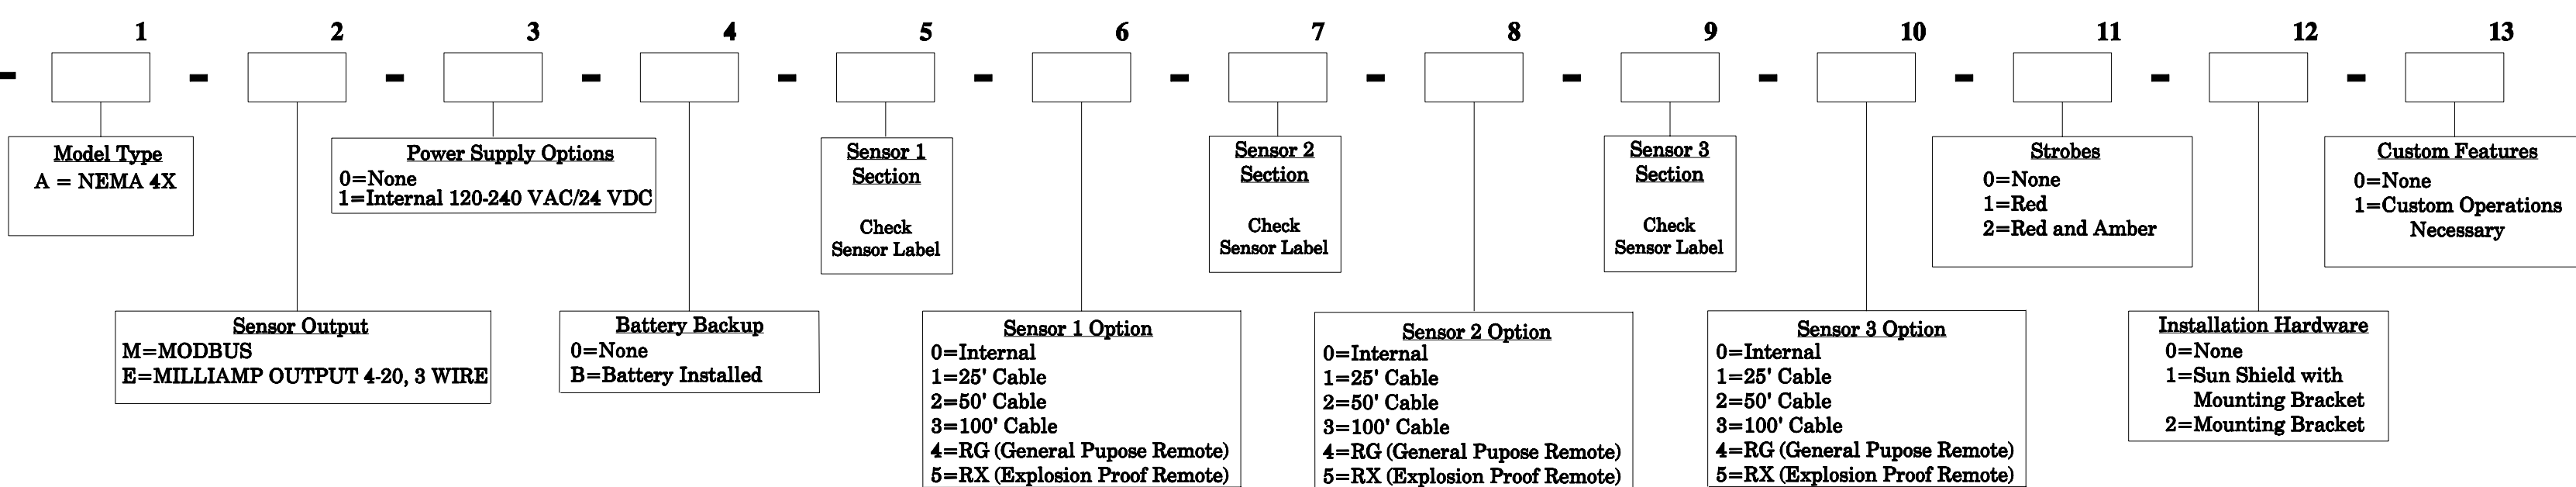 1 2 3 4 5 6 7 8 9 10 11 12 13
- - - - - - - - - - - - -
Model Type
A = NEMA 4X
Sensor Output
M=MODBUS
E=MILLIAMP OUTPUT 4-20, 3 WIRE
Power Supply Options
0=None
1=Internal 120-240 VAC/24 VDC
Battery Backup
0=None
B=Battery Installed
Sensor 1
Section
Check
Sensor Label
Sensor 1 Option
0=Internal
1=25' Cable
2=50' Cable
3=100' Cable
4=RG (General Pupose Remote)
5=RX (Explosion Proof Remote)
Sensor 2
Section
Check
Sensor Label
Sensor 2 Option
0=Internal
1=25' Cable
2=50' Cable
3=100' Cable
4=RG (General Pupose Remote)
5=RX (Explosion Proof Remote)
Sensor 3
Section
Check
Sensor Label
Sensor 3 Option
0=Internal
1=25' Cable
2=50' Cable
3=100' Cable
4=RG (General Pupose Remote)
5=RX (Explosion Proof Remote)
Strobes
0=None
1=Red
2=Red and Amber
Installation Hardware
0=None
1=Sun Shield with
Mounting Bracket
2=Mounting Bracket
Custom Features
0=None
1=Custom Operations
Necessary